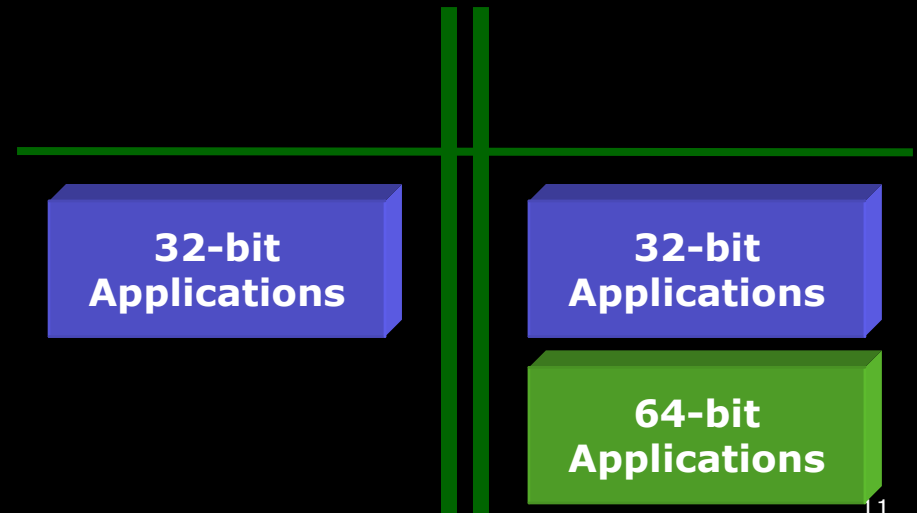 32-bit
Applications
32-bit
Applications
64-bit
Applications
11